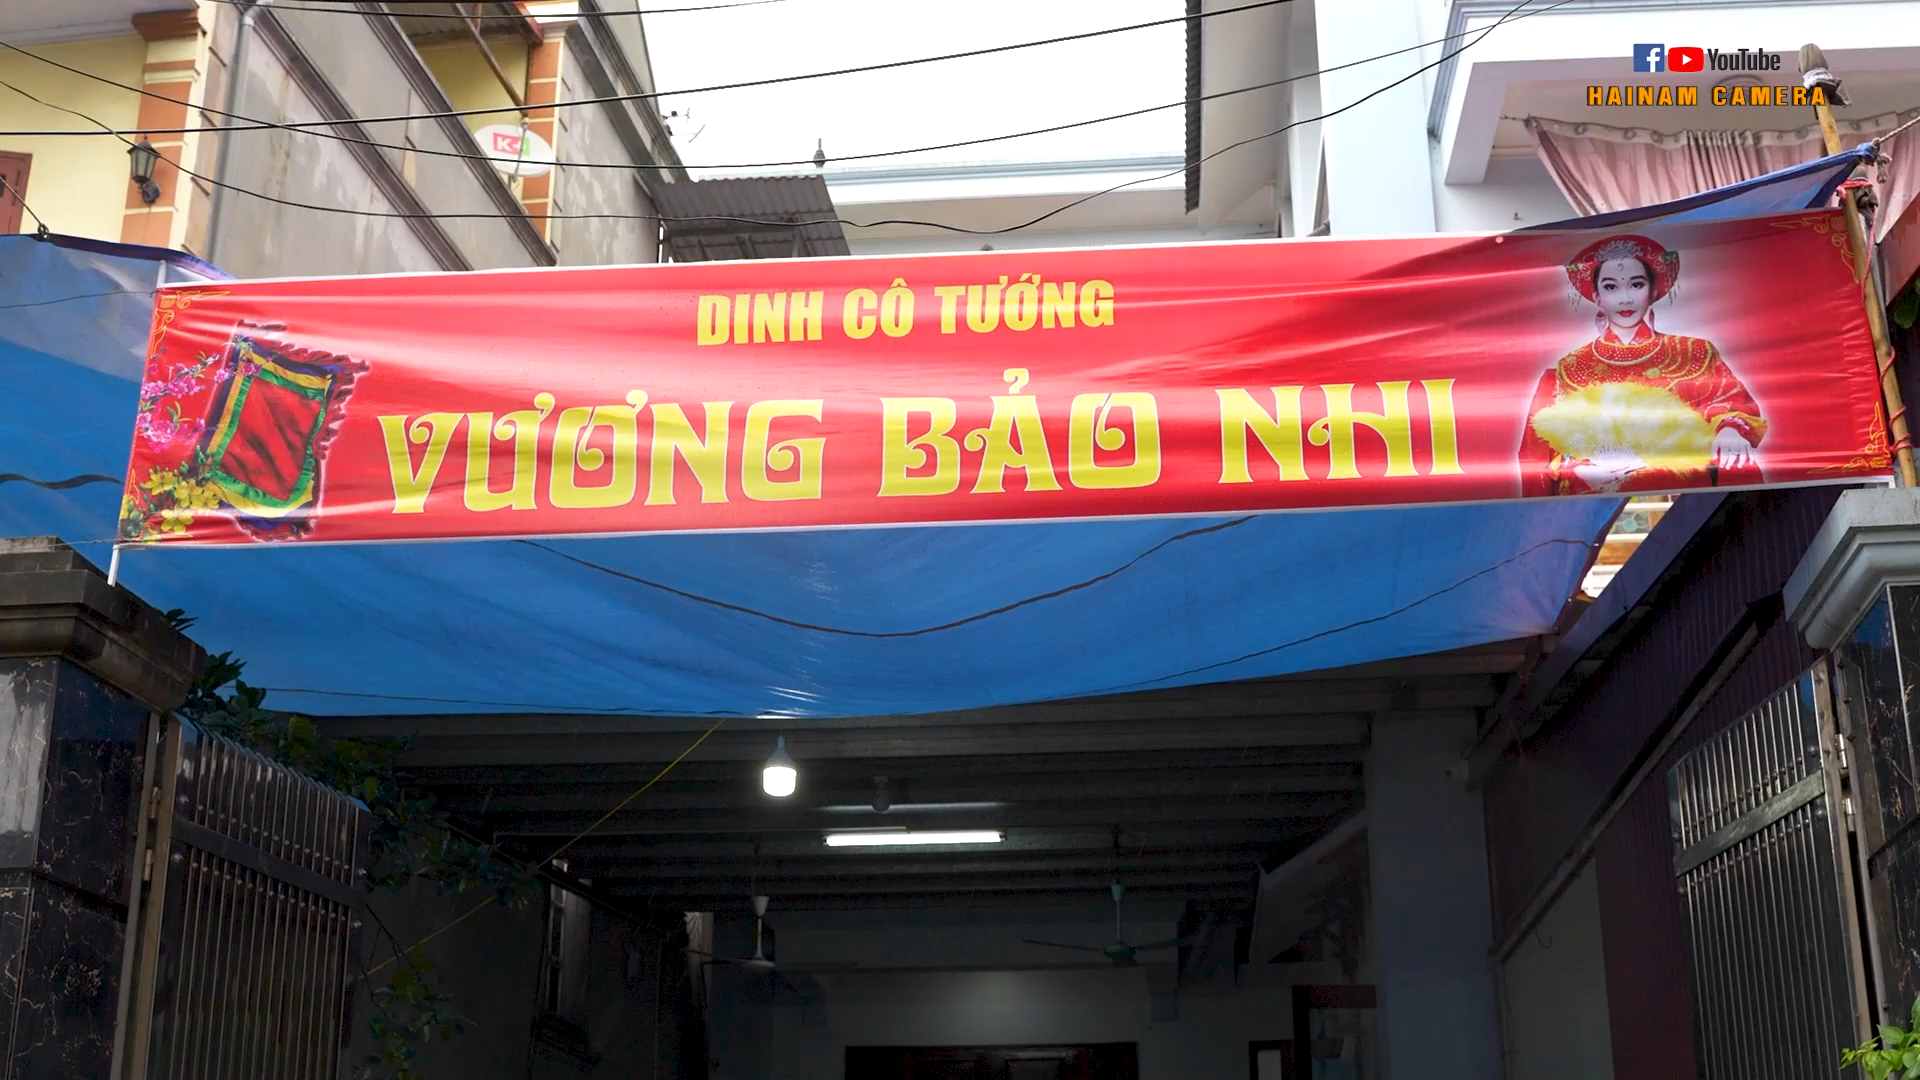 YouTube
HAINAM CAMERA
K+
DINH CÔ TƯỚNG
VƯƠNG BẢO NHI